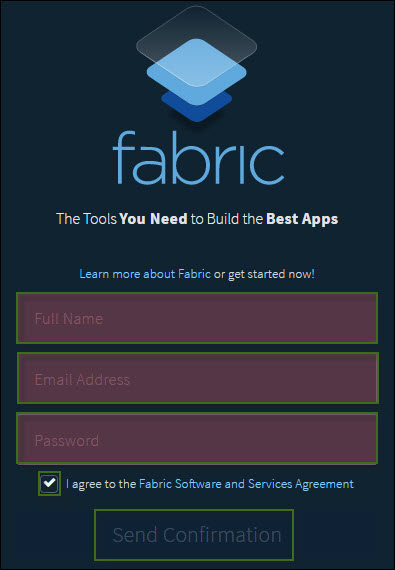 fabric
The Tools You Need to Build the Best Apps
Learn more about Fabric or get started now!
Full Name
Email Address
Password
I agree to the Fabric Software and Services Agreement
Send Confirmation